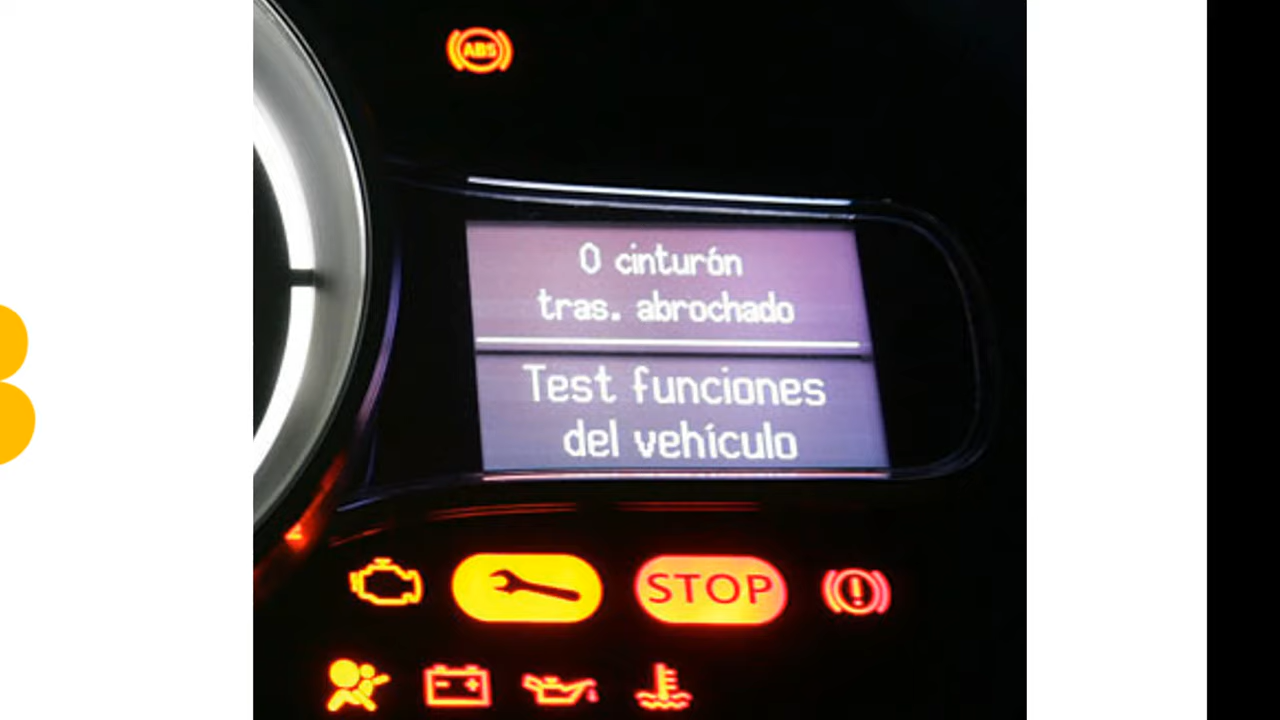 ABS
0 cinturón
tras. abrochado
Test funciones
del vehículo
STOP